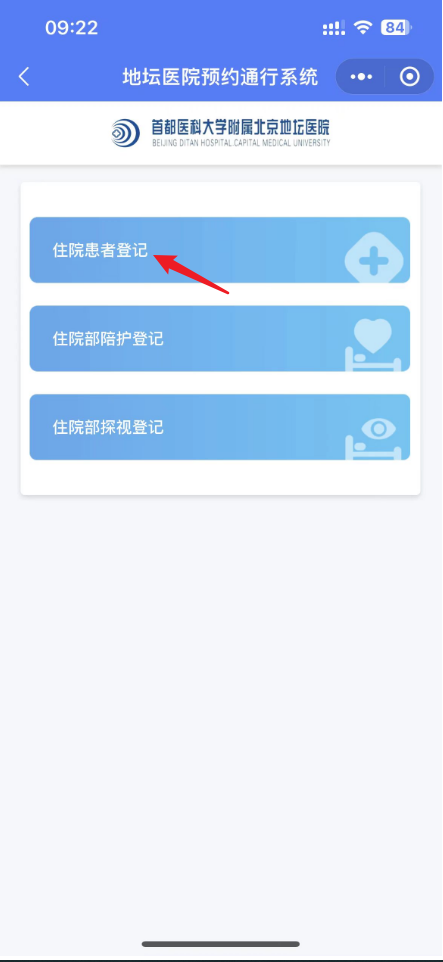 09:22
84
地坛医院预约通行系统
首都医科大学附属北京地坛医院
BEIJING DITAN HOSPITAL.CAPITAL MEDICAL UNIVERSITY
住院患者登记
住院部陪护登记
住院部探视登记